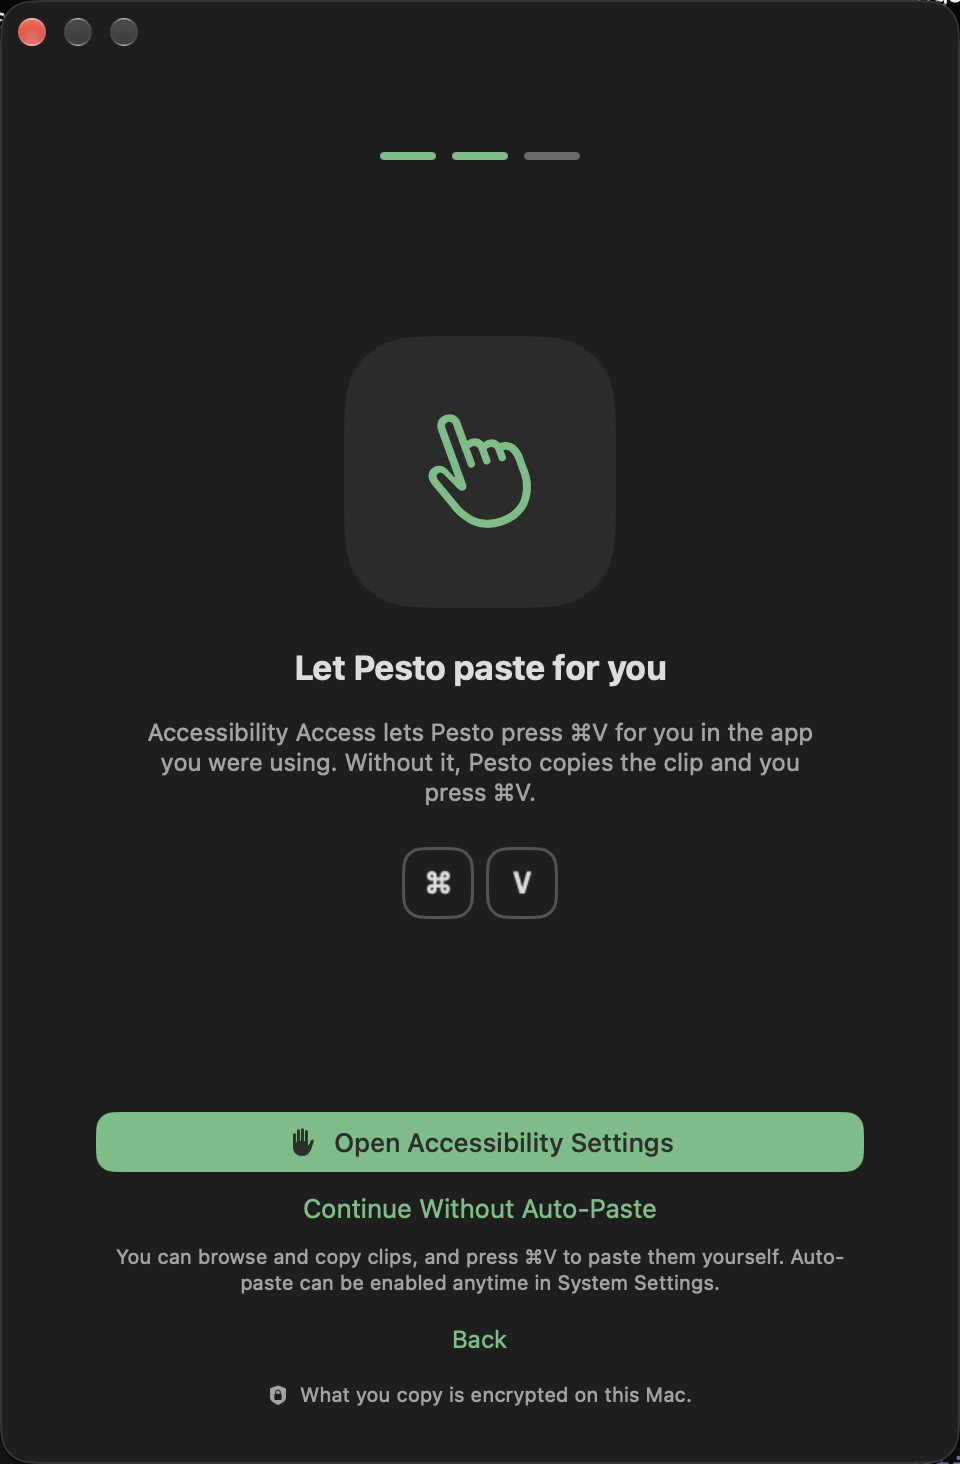 Let Pesto paste for you
Accessibility Access lets Pesto press ⌘V for you in the app
you were using. Without it, Pesto copies the clip and you
press ⌘V.
⌘ V
Open Accessibility Settings
Continue Without Auto-Paste
You can browse and copy clips, and press ⌘V to paste them yourself. Auto-
paste can be enabled anytime in System Settings.
Back
What you copy is encrypted on this Mac.